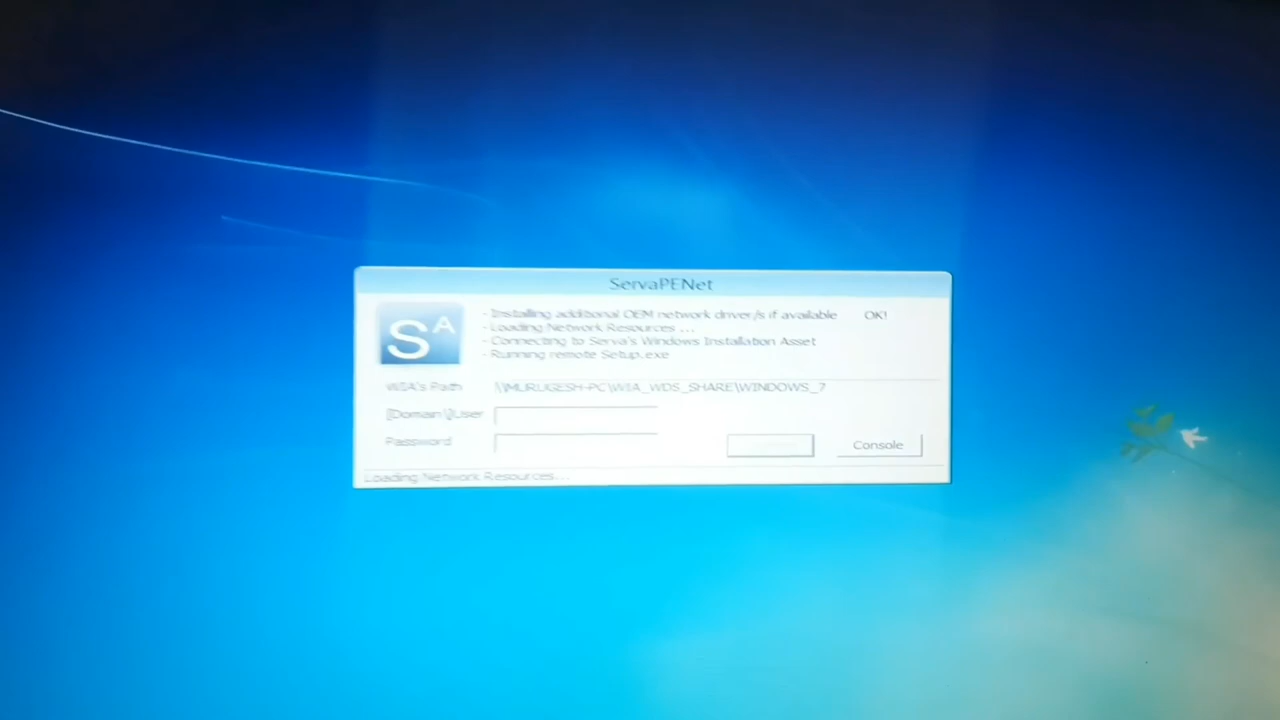 ServaPENet
SA
- Installing additional OEM network driver/s if available OK!
- Loading Network Resources ...
- Connecting to Serva's Windows Installation Asset
- Running remote Setup.exe
WIA's Path \\MURUGESH-PC\WIA_WDS_SHARE\WINDOWS_7
[Domain\]User
Password
Console
Loading Network Resources...